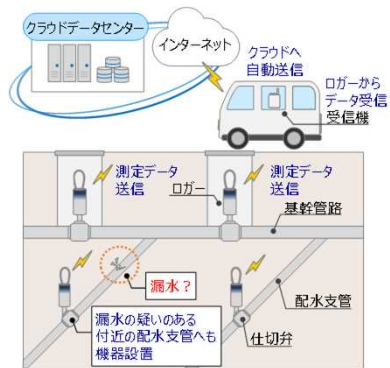 クラウドデータセンター
インターネット
クラウドへ
自動送信
ロガーから
データ受信
受信機
測定データ
送信
ロガー
測定データ
送信
基幹管路
漏水？
配水支管
漏水の疑いのある
付近の配水支管へも
機器設置
仕切弁